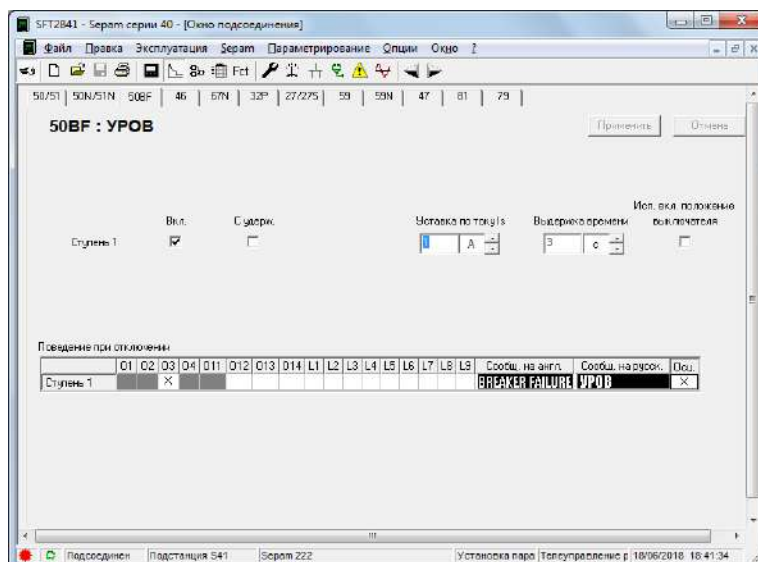 SFT2841 - Sepam серии 40 - [Окно подсоединения]
Файл Правка Эксплуатация Sepam Параметрирование Опции Окно ?
Fct
50/51 50N/51N 50BF 46 67N 32P 27/27S 59 59N 47 81 79
50BF : УРОВ
Применить Отмена
Исп. вкл. положение
Вкл. С удерж. Уставка по току Is Выдержка времени выключателя
Ступень 1 1 A 3 с
Поведение при отключении
O1 O2 O3 O4 O11 O12 O13 O14 L1 L2 L3 L4 L5 L6 L7 L8 L9 Сообщ. на англ. Сообщ. на русск. Осц.
Ступень 1 X BREAKER FAILURE УРОВ X
Подсоединен Подстанция S41 Sepam 222 Установка пара Телеуправление р 18/06/2018 18:41:34